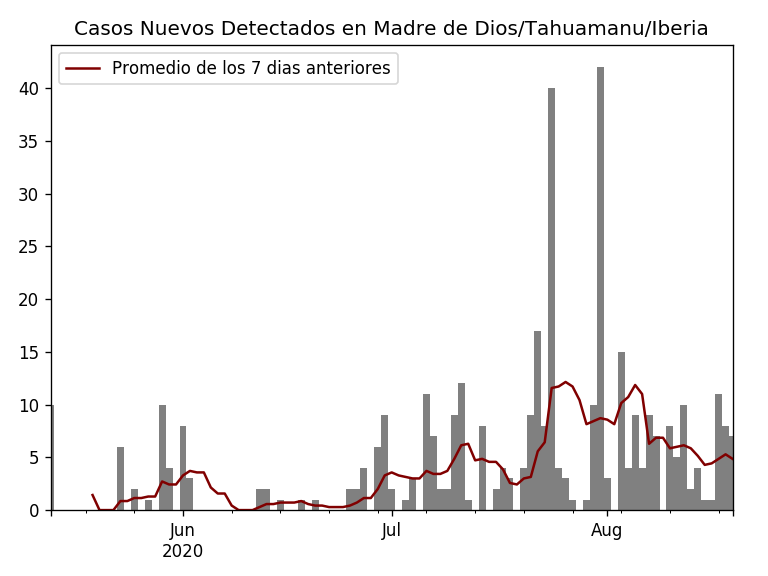 Casos Nuevos Detectados en Madre de Dios/Tahuamanu/Iberia
Promedio de los 7 dias anteriores
40
35
30
25
20
15
10
5
0
Jun
2020
Jul
Aug